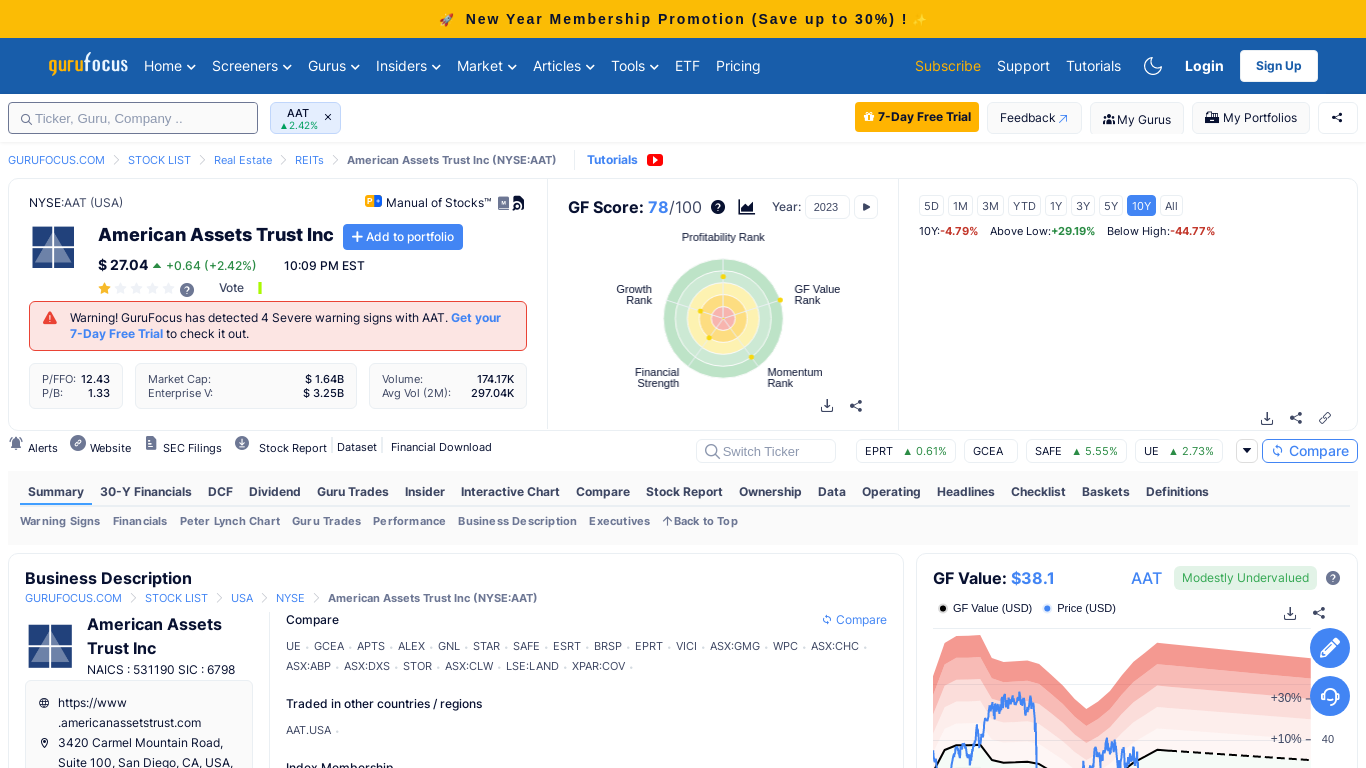 🚀 New Year Membership Promotion (Save up to 30%) ! ✨
gurufocus Home Screeners Gurus Insiders Market Articles Tools ETF Pricing Subscribe Support Tutorials Login Sign Up
Ticker, Guru, Company .. AAT ▲2.42% × 7-Day Free Trial Feedback My Gurus My Portfolios
GURUFOCUS.COM STOCK LIST Real Estate REITs American Assets Trust Inc (NYSE:AAT) Tutorials
NYSE:AAT (USA) Manual of Stocks™
American Assets Trust Inc Add to portfolio
$ 27.04 +0.64 (+2.42%) 10:09 PM EST
Vote
Warning! GuruFocus has detected 4 Severe warning signs with AAT. Get your
7-Day Free Trial to check it out.
P/FFO: 12.43
P/B: 1.33
Market Cap: $ 1.64B
Enterprise V: $ 3.25B
Volume: 174.17K
Avg Vol (2M): 297.04K
GF Score: 78/100 Year: 2023
Profitability Rank
Growth
Rank
GF Value
Rank
Financial
Strength
Momentum
Rank
5D 1M 3M YTD 1Y 3Y 5Y 10Y All
10Y:-4.79% Above Low:+29.19% Below High:-44.77%
Alerts Website SEC Filings Stock Report Dataset Financial Download
Switch Ticker EPRT ▲ 0.61% GCEA SAFE ▲ 5.55% UE ▲ 2.73% Compare
Summary 30-Y Financials DCF Dividend Guru Trades Insider Interactive Chart Compare Stock Report Ownership Data Operating Headlines Checklist Baskets Definitions
Warning Signs Financials Peter Lynch Chart Guru Trades Performance Business Description Executives Back to Top
Business Description
GURUFOCUS.COM STOCK LIST USA NYSE American Assets Trust Inc (NYSE:AAT)
American Assets
Trust Inc
NAICS : 531190 SIC : 6798
https://www
.americanassetstrust.com
3420 Carmel Mountain Road,
Suite 100, San Diego, CA, USA,
Compare Compare
UE GCEA APTS ALEX GNL STAR SAFE ESRT BRSP EPRT VICI ASX:GMG WPC ASX:CHC
ASX:ABP ASX:DXS STOR ASX:CLW LSE:LAND XPAR:COV
Traded in other countries / regions
AAT.USA
Index Membership
GF Value: $38.1 AAT Modestly Undervalued
GF Value (USD) Price (USD)
+30%
+10% 40